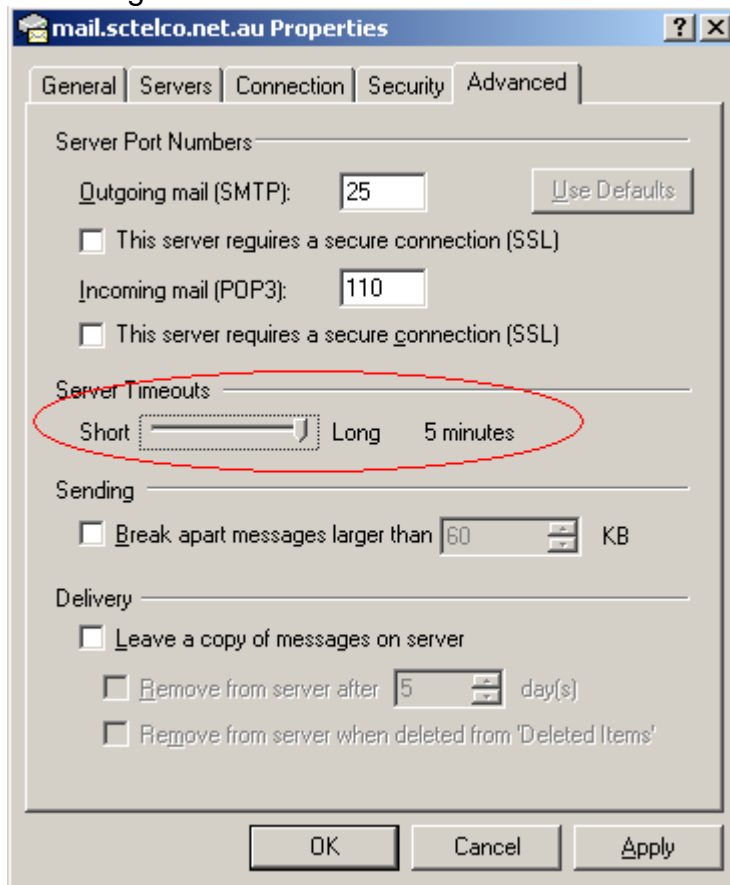 mail.sctelco.net.au Properties
General Servers Connection Security Advanced
Server Port Numbers
Outgoing mail (SMTP): 25 Use Defaults
This server requires a secure connection (SSL)
Incoming mail (POP3): 110
This server requires a secure connection (SSL)
Server Timeouts
Short Long 5 minutes
Sending
Break apart messages larger than 60 KB
Delivery
Leave a copy of messages on server
Remove from server after 5 day(s)
Remove from server when deleted from 'Deleted Items'
OK Cancel Apply